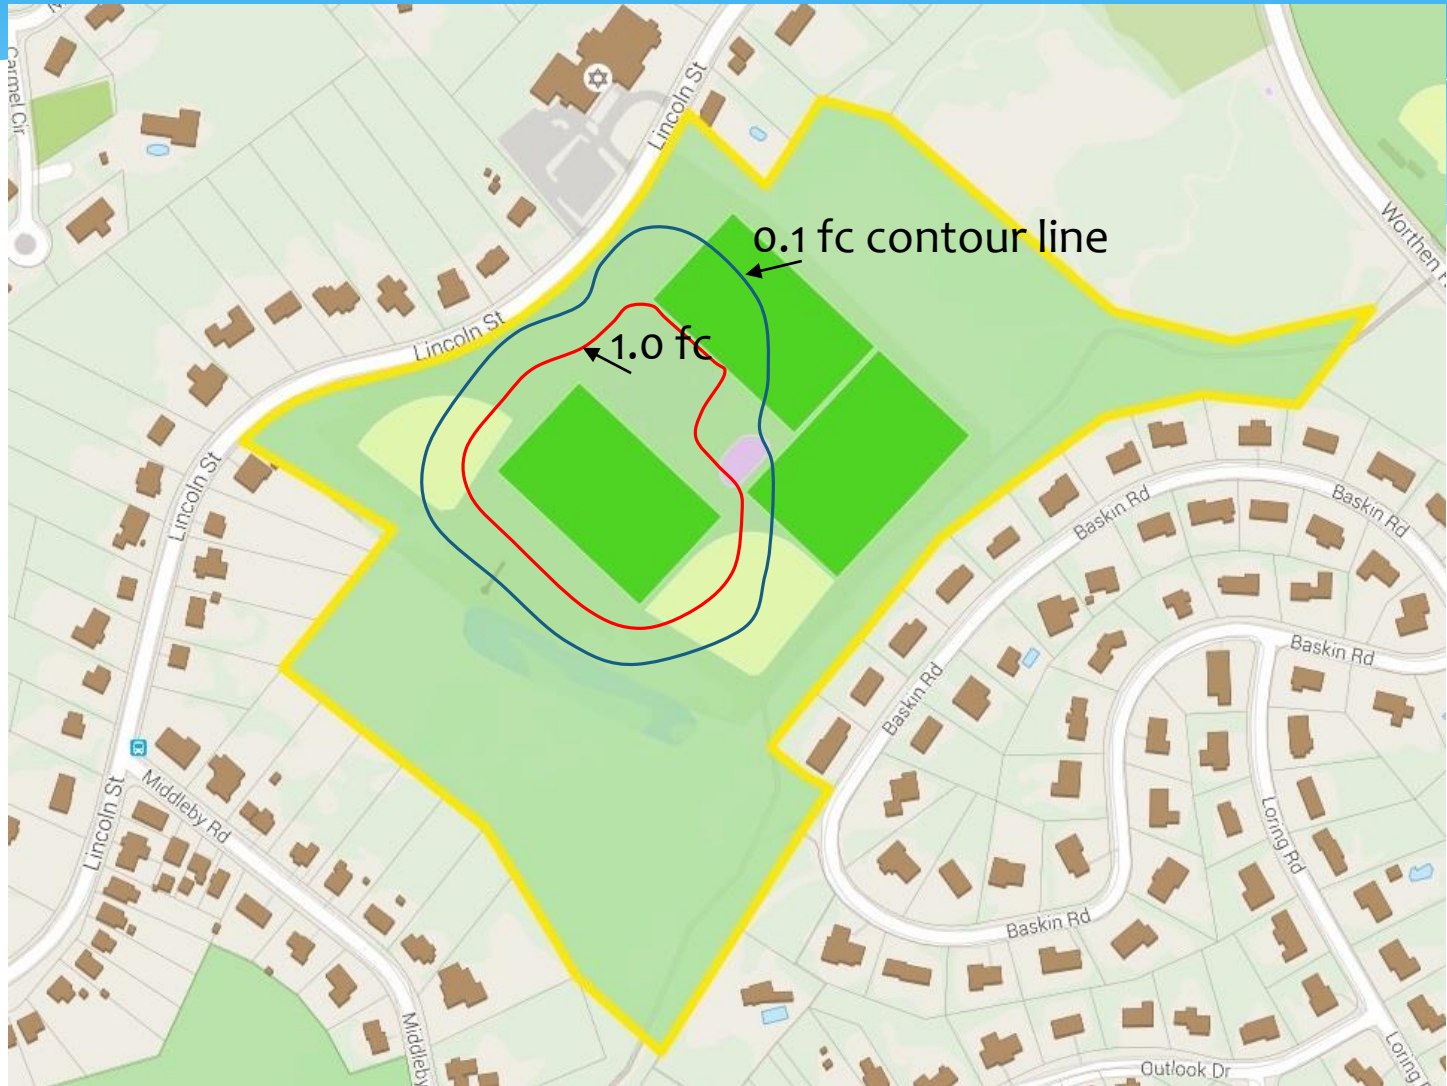 Carmel Cir
Lincoln St
Worthen R
0.1 fc contour line
1.0 fc
Lincoln St
Lincoln St
Baskin Rd
Baskin Rd
Baskin Rd
Baskin Rd
Lincoln St
Middleby Rd
Loring Rd
Baskin Rd
Middleby
Loring
Outlook Dr